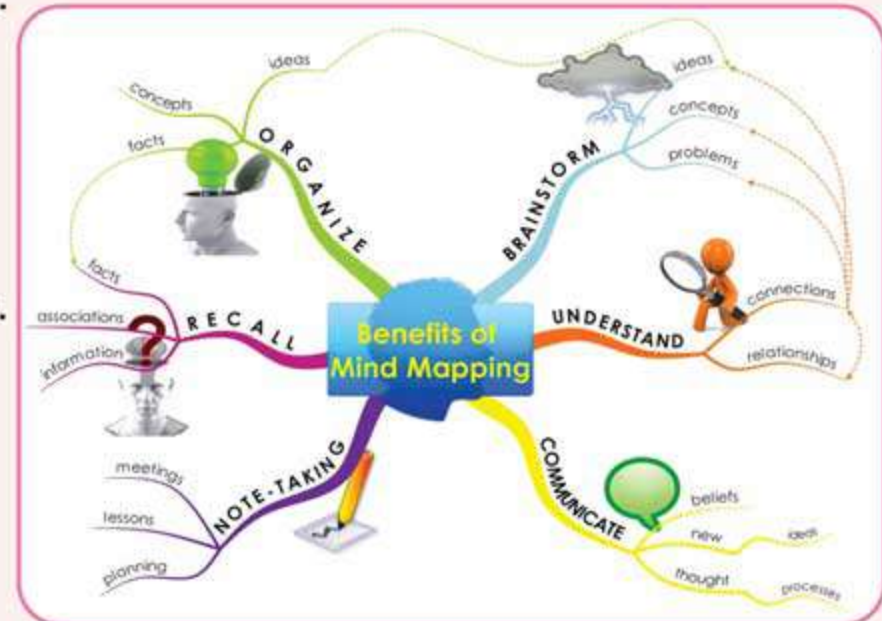 Benefits of
Mind Mapping
ORGANIZE
ideas
concepts
facts
BRAINSTORM
ideas
concepts
problems
UNDERSTAND
connections
relationships
COMMUNICATE
beliefs
new
ideas
thought
processes
NOTE-TAKING
meetings
lessons
planning
RECALL
facts
associations
information